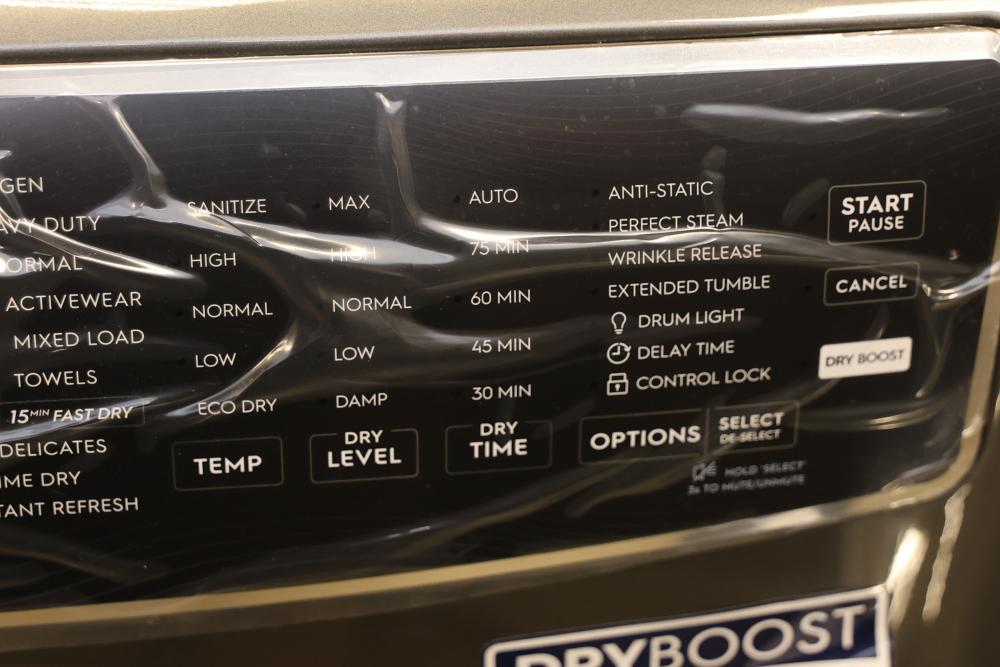 GEN
AVY DUTY
ORMAL
ACTIVEWEAR
MIXED LOAD
TOWELS
15MIN FAST DRY
DELICATES
IME DRY
TANT REFRESH
SANITIZE
HIGH
NORMAL
LOW
ECO DRY
TEMP
MAX
HIGH
NORMAL
LOW
DAMP
DRY
LEVEL
AUTO
75 MIN
60 MIN
45 MIN
30 MIN
DRY
TIME
ANTI-STATIC
PERFECT STEAM
WRINKLE RELEASE
EXTENDED TUMBLE
DRUM LIGHT
DELAY TIME
CONTROL LOCK
OPTIONS
SELECT
DE-SELECT
HOLD 'SELECT'
3s TO MUTE/UNMUTE
START
PAUSE
CANCEL
DRY BOOST
DRYBOOST